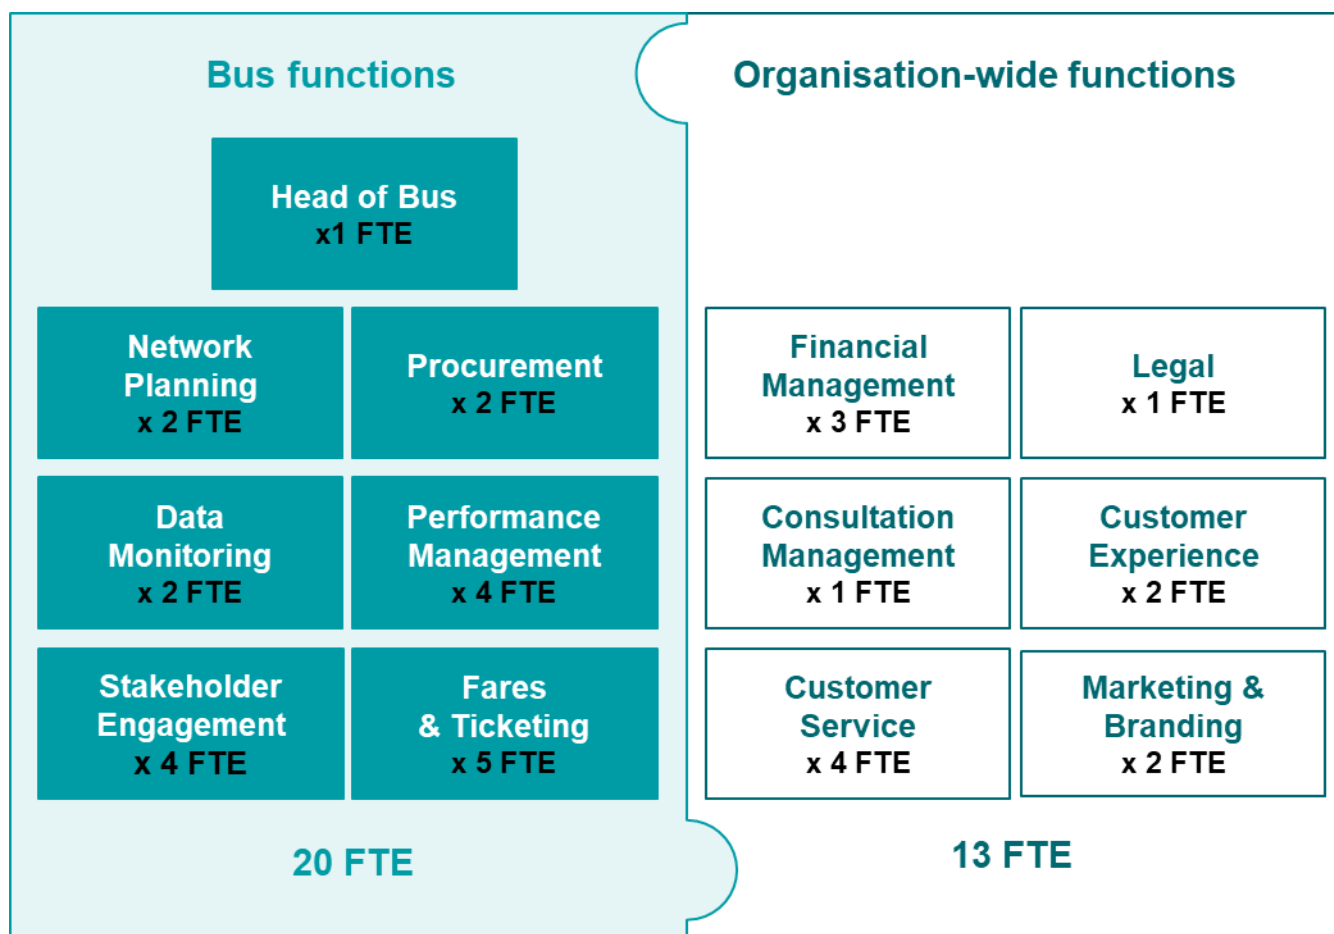 Bus functions
Organisation-wide functions
Head of Bus
x1 FTE
Network
Planning
x 2 FTE
Procurement
x 2 FTE
Financial
Management
x 3 FTE
Legal
x 1 FTE
Data
Monitoring
x 2 FTE
Performance
Management
x 4 FTE
Consultation
Management
x 1 FTE
Customer
Experience
x 2 FTE
Stakeholder
Engagement
x 4 FTE
Fares
& Ticketing
x 5 FTE
Customer
Service
x 4 FTE
Marketing &
Branding
x 2 FTE
20 FTE
13 FTE